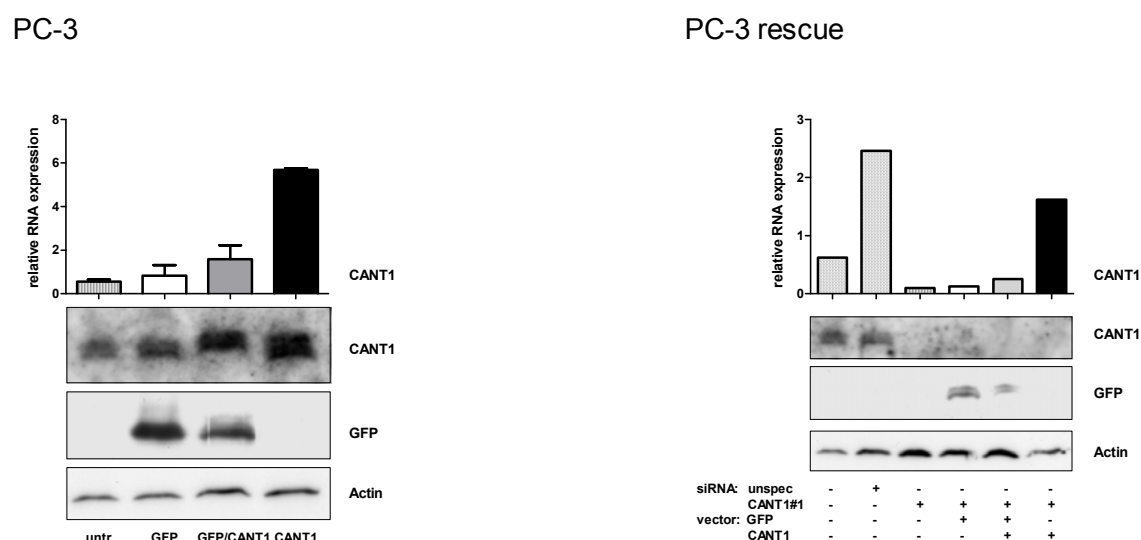 PC-3
PC-3 rescue
relative RNA expression
8
6
4
2
0
CANT1
CANT1
GFP
Actin
untr GFP GFP/CANT1 CANT1
relative RNA expression
3
2
1
0
CANT1
CANT1
GFP
Actin
siRNA: unspec - + - - - -
CANT1#1 - - + + + +
vector: GFP - - - + + -
CANT1 - - - - + +